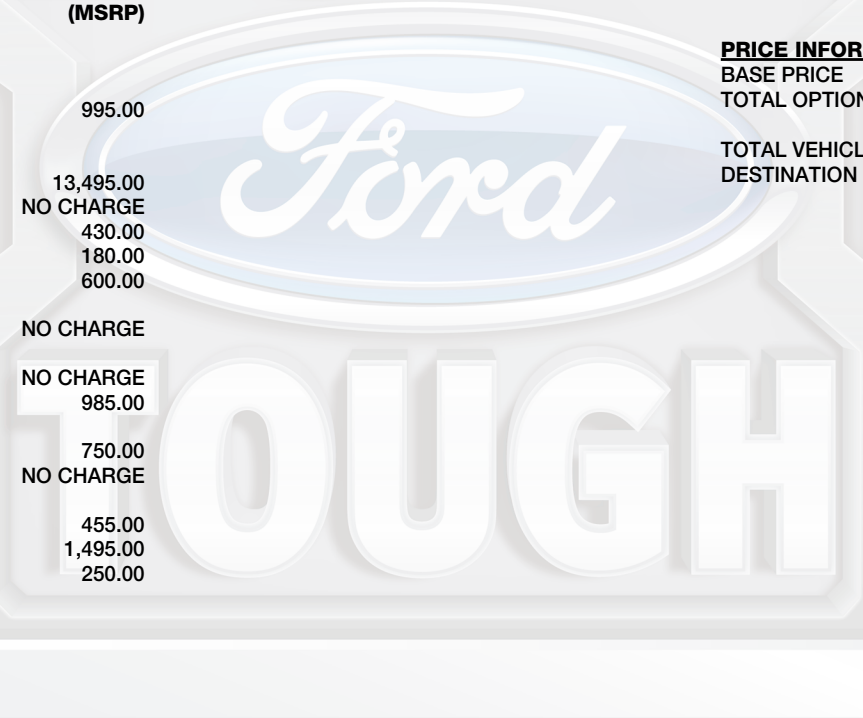 (MSRP)
995.00
13,495.00
NO CHARGE
430.00
180.00
600.00
NO CHARGE
NO CHARGE
985.00
750.00
NO CHARGE
455.00
1,495.00
250.00
PRICE INFOR
BASE PRICE
TOTAL OPTION
TOTAL VEHICL
DESTINATION
Ford
TOUGH